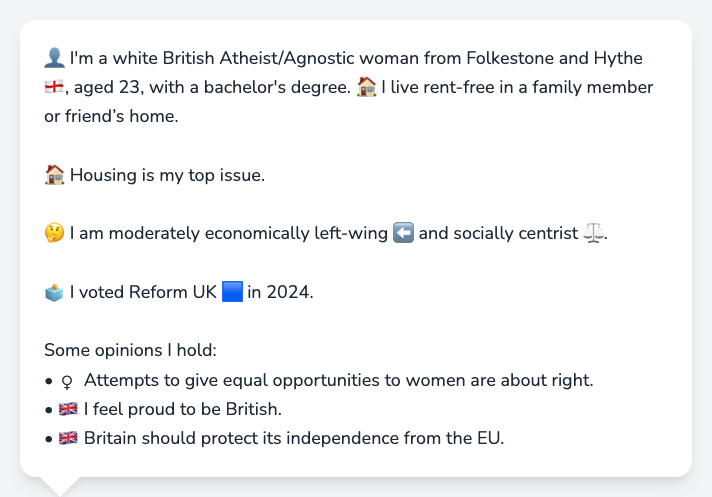 👤 I'm a white British Atheist/Agnostic woman from Folkestone and Hythe
🏴󠁧󠁢󠁥󠁮󠁧󠁿, aged 23, with a bachelor's degree. 🏠 I live rent-free in a family member
or friend’s home.
🏠 Housing is my top issue.
🤔 I am moderately economically left-wing ⬅️ and socially centrist ⚖️.
🗳️ I voted Reform UK 🟦 in 2024.
Some opinions I hold:
• ♀ Attempts to give equal opportunities to women are about right.
• 🇬🇧 I feel proud to be British.
• 🇬🇧 Britain should protect its independence from the EU.